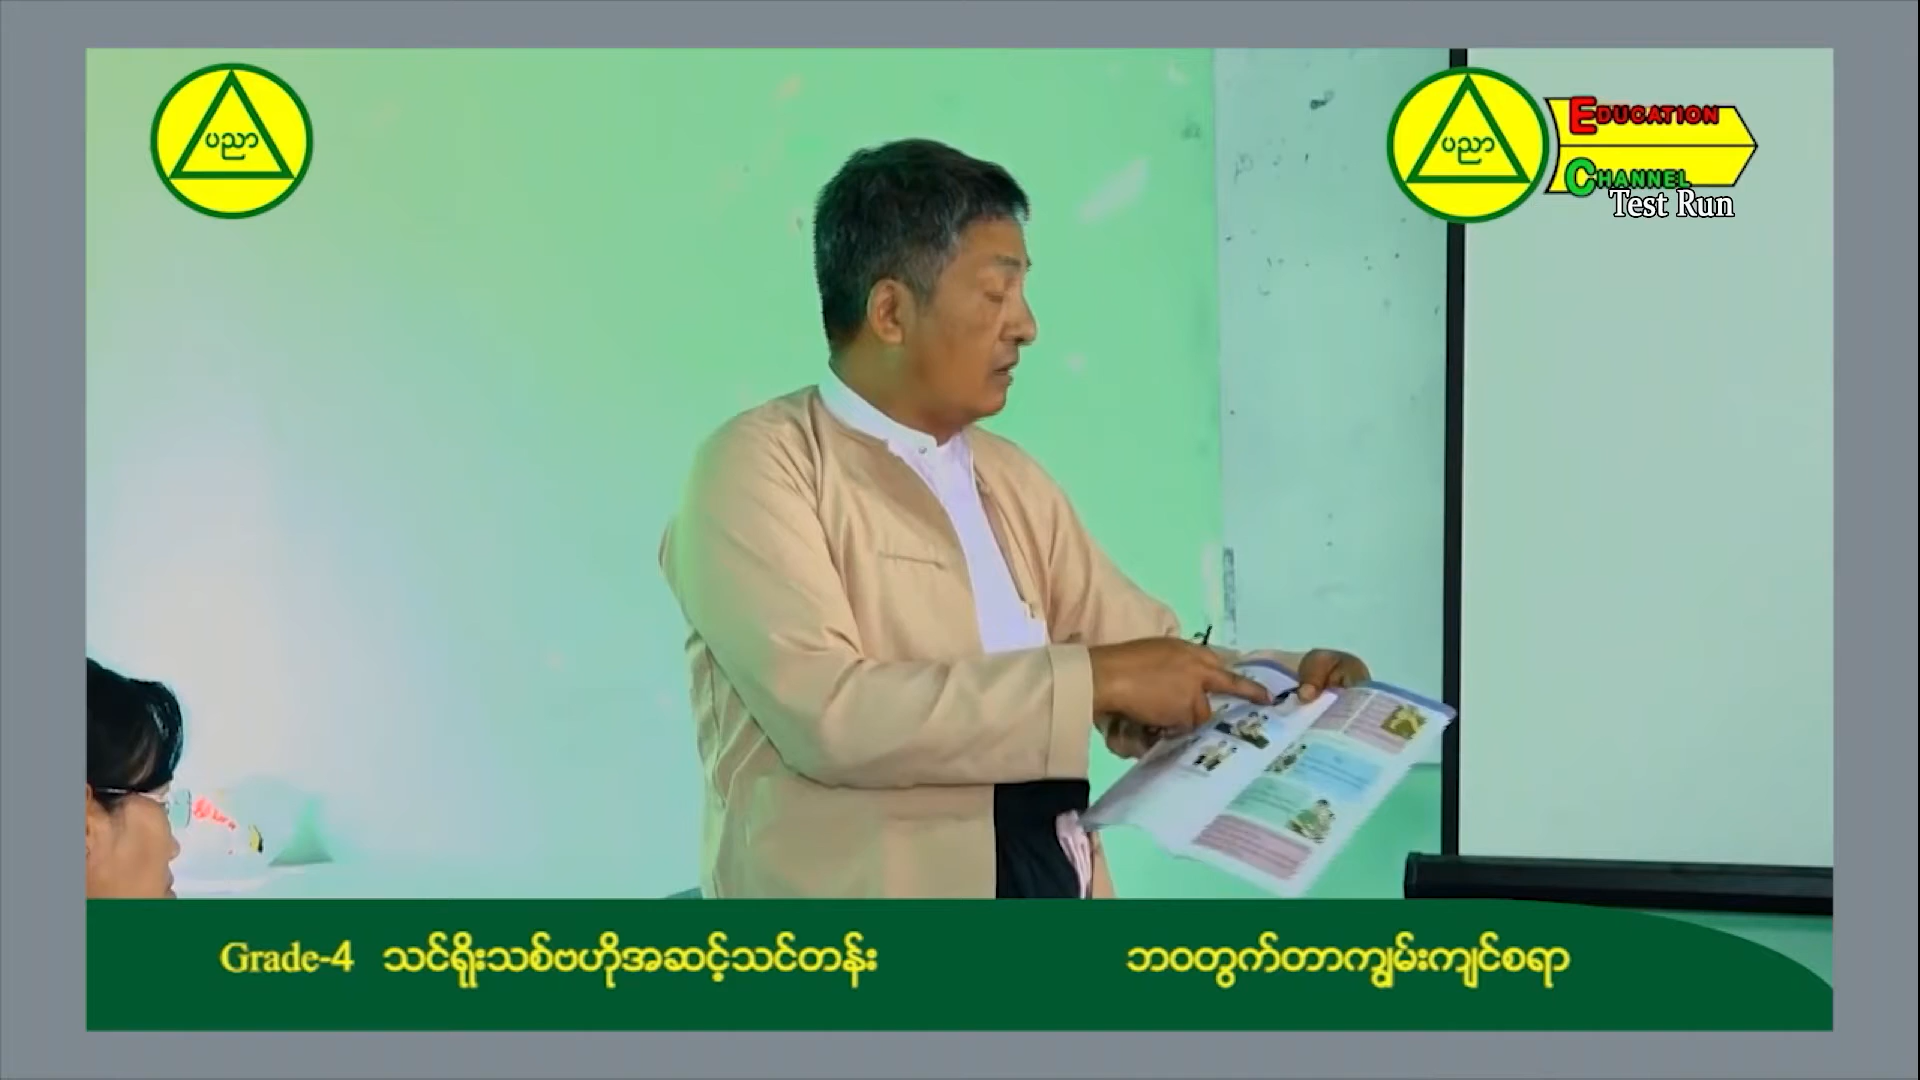 ပညာ
ပညာ
EDUCATION
CHANNEL
Test Run
Grade-4 သင်ရိုးသစ်ဗဟိုအဆင့်သင်တန်း
ဘဝတွက်တာကျွမ်းကျင်စရာ